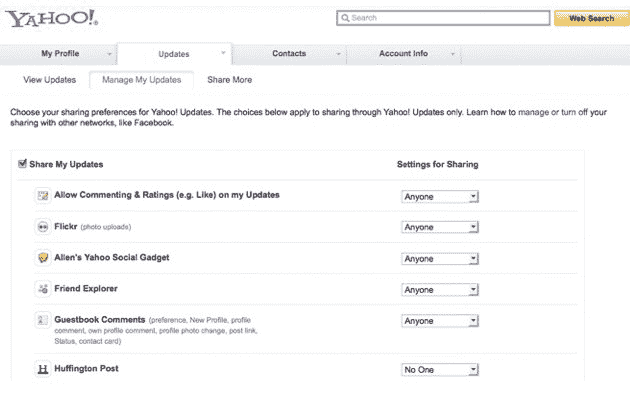 YAHOO!®
Search
Web Search
My Profile
Updates
Contacts
Account Info
View Updates
Manage My Updates
Share More
Choose your sharing preferences for Yahoo! Updates. The choices below apply to sharing through Yahoo! Updates only. Learn how to manage or turn off your
sharing with other networks, like Facebook.
Share My Updates
Settings for Sharing
Allow Commenting & Ratings (e.g. Like) on my Updates
Anyone
Flickr (photo uploads)
Anyone
Allen's Yahoo Social Gadget
Anyone
Friend Explorer
Anyone
Guestbook Comments (preference, New Profile, profile
comment, own profile comment, profile photo change, post link,
Status, contact card)
Anyone
H
Huffington Post
No One